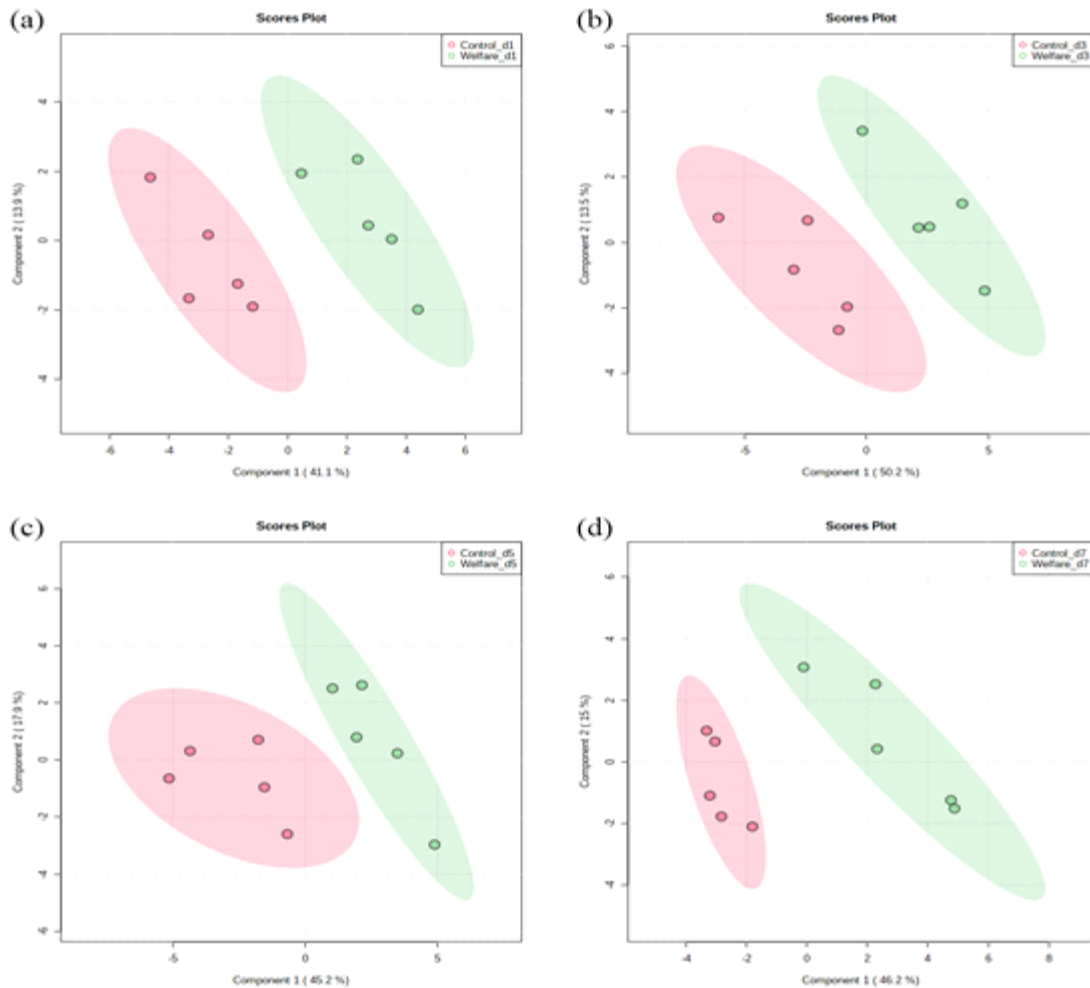 (a)
Scores Plot
Control_d1
Welfare_d1
Component 2 ( 13.9 %)
4
2
0
-2
-4
-6 -4 -2 0 2 4 6
Component 1 ( 41.1 %)
(b)
Scores Plot
Control_d3
Welfare_d3
Component 2 ( 13.5 %)
6
4
2
0
-2
-4
-5 0 5
Component 1 ( 50.2 %)
(c)
Scores Plot
Control_d5
Welfare_d5
Component 2 ( 17.9 %)
6
4
2
0
-2
-4
-6
-5 0 5
Component 1 ( 45.2 %)
(d)
Scores Plot
Control_d7
Welfare_d7
Component 2 ( 15 %)
6
4
2
0
-2
-4
-4 -2 0 2 4 6 8
Component 1 ( 46.2 %)